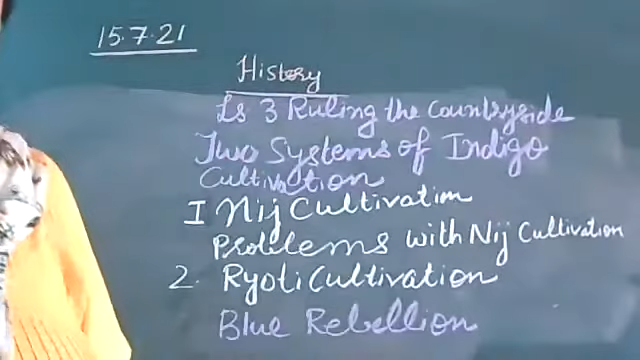 15.7.21
History
Ls 3 Ruling the Countryside
Two Systems of Indigo
Cultivation
I Nij Cultivation
Problems with Nij Cultivation
2. Ryoti Cultivation
Blue Rebellion